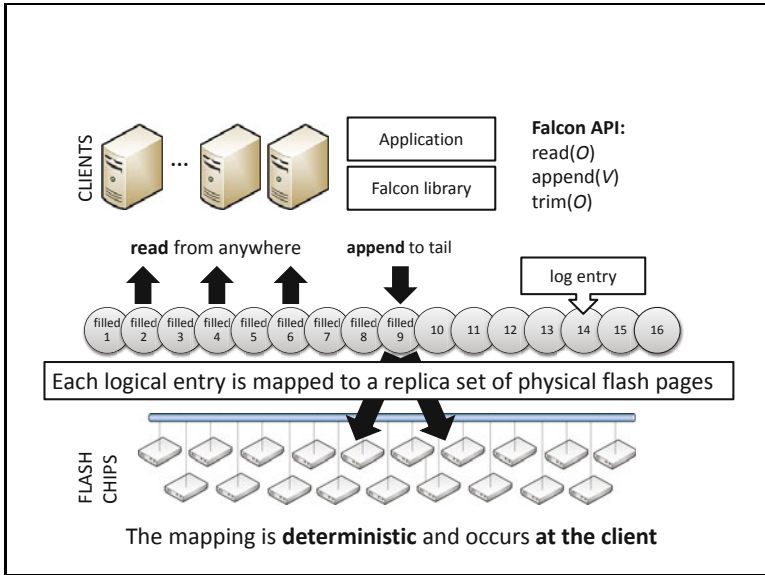 CLIENTS
...
Application
Falcon library
Falcon API:
read(O)
append(V)
trim(O)
read from anywhere
append to tail
log entry
filled 1
filled 2
filled 3
filled 4
filled 5
filled 6
filled 7
filled 8
filled 9
10
11
12
13
14
15
16
Each logical entry is mapped to a replica set of physical flash pages
FLASH
CHIPS
The mapping is deterministic and occurs at the client